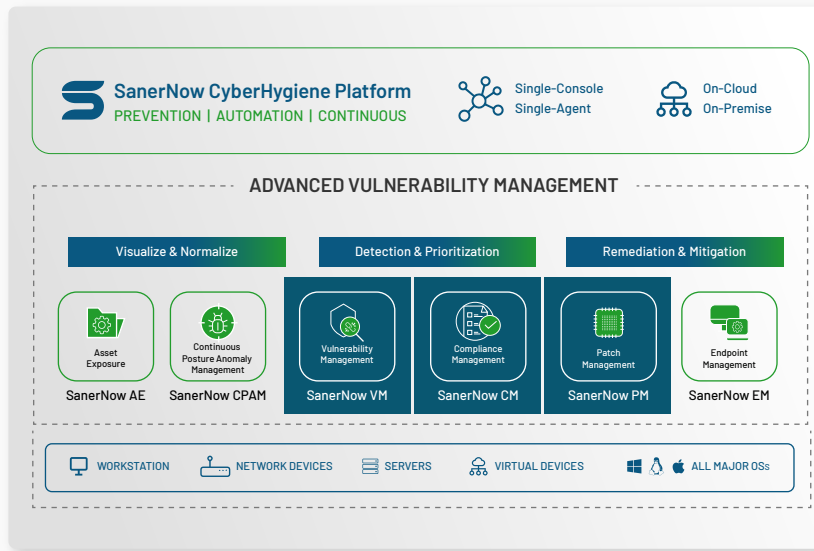 SanerNow CyberHygiene Platform
PREVENTION | AUTOMATION | CONTINUOUS
Single-Console
Single-Agent
On-Cloud
On-Premise
ADVANCED VULNERABILITY MANAGEMENT
Visualize & Normalize
Detection & Prioritization
Remediation & Mitigation
Asset
Exposure
SanerNow AE
Continuous
Posture Anomaly
Management
SanerNow CPAM
Vulnerability
Management
SanerNow VM
Compliance
Management
SanerNow CM
Patch
Management
SanerNow PM
Endpoint
Management
SanerNow EM
WORKSTATION
NETWORK DEVICES
SERVERS
VIRTUAL DEVICES
ALL MAJOR OSs